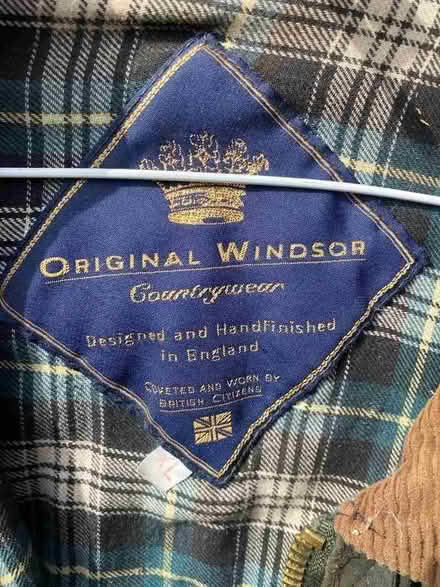 ORIGINAL WINDSOR
Countrywear
Designed and Handfinished
in England
COVETED AND WORN BY
BRITISH CITIZENS